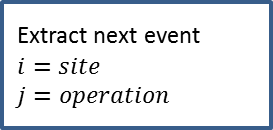 Extract next event
i = site
j = operation